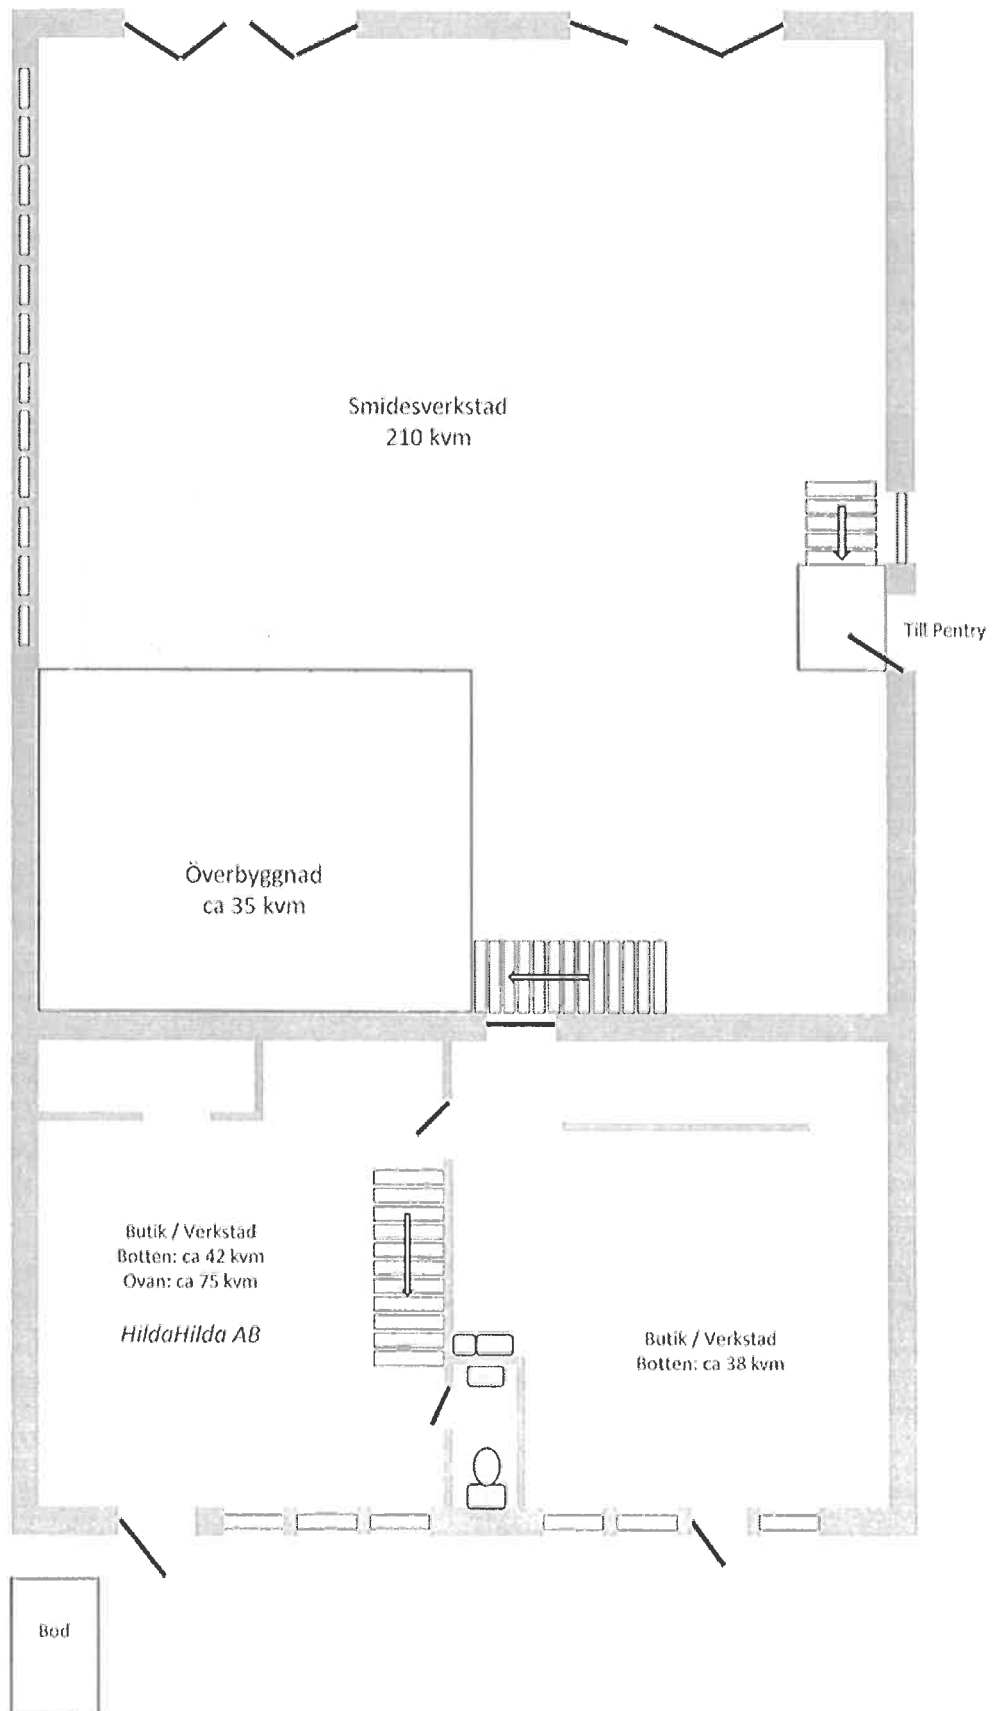 Smidesverkstad
210 kvm
Till Pentry
Överbyggnad
ca 35 kvm
Butik / Verkstad
Botten: ca 42 kvm
Ovan: ca 75 kvm
HildaHilda AB
Butik / Verkstad
Botten: ca 38 kvm
Bod